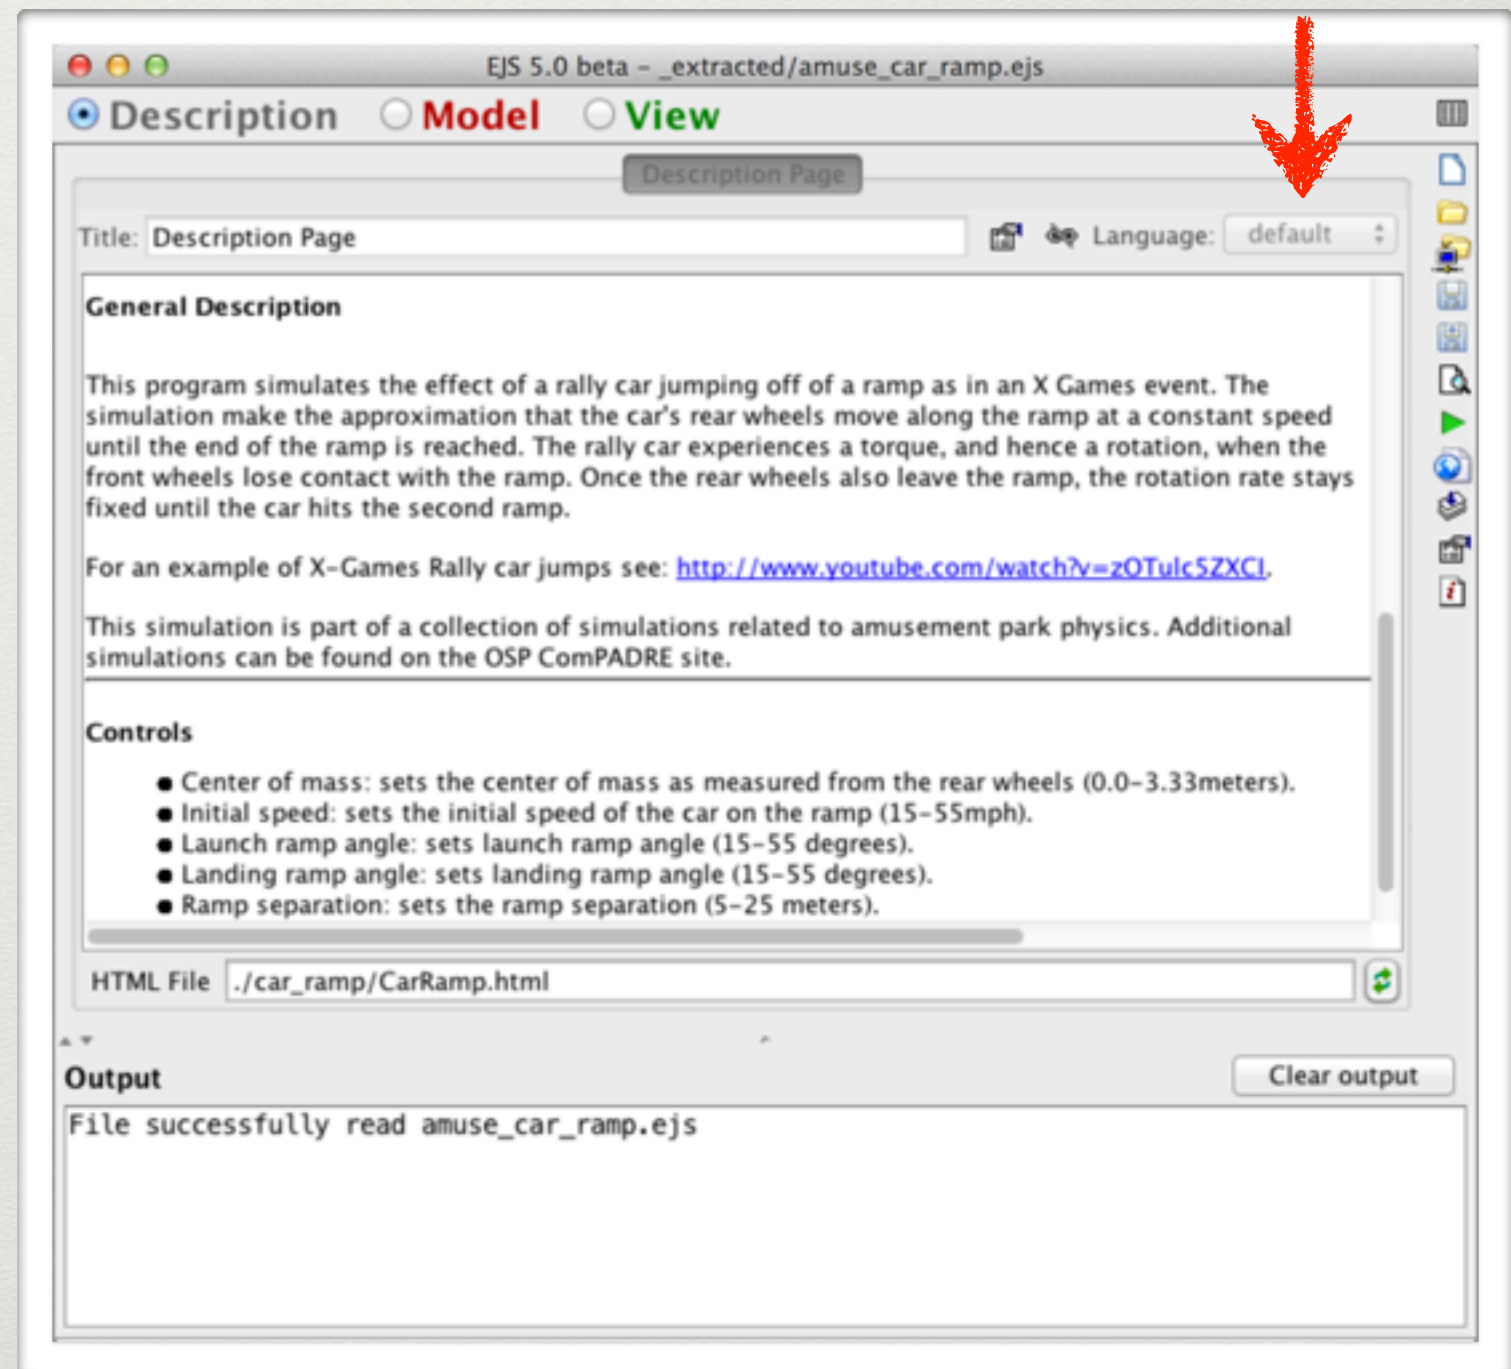 EJS 5.0 beta - _extracted/amuse_car_ramp.ejs
Description Model View
Description Page
Title: Description Page Language: default
General Description
This program simulates the effect of a rally car jumping off of a ramp as in an X Games event. The
simulation make the approximation that the car's rear wheels move along the ramp at a constant speed
until the end of the ramp is reached. The rally car experiences a torque, and hence a rotation, when the
front wheels lose contact with the ramp. Once the rear wheels also leave the ramp, the rotation rate stays
fixed until the car hits the second ramp.
For an example of X-Games Rally car jumps see: http://www.youtube.com/watch?v=zOTulc5ZXCI.
This simulation is part of a collection of simulations related to amusement park physics. Additional
simulations can be found on the OSP ComPADRE site.
Controls
● Center of mass: sets the center of mass as measured from the rear wheels (0.0-3.33meters).
● Initial speed: sets the initial speed of the car on the ramp (15-55mph).
● Launch ramp angle: sets launch ramp angle (15-55 degrees).
● Landing ramp angle: sets landing ramp angle (15-55 degrees).
● Ramp separation: sets the ramp separation (5-25 meters).
HTML File ./car_ramp/CarRamp.html
Output Clear output
File successfully read amuse_car_ramp.ejs